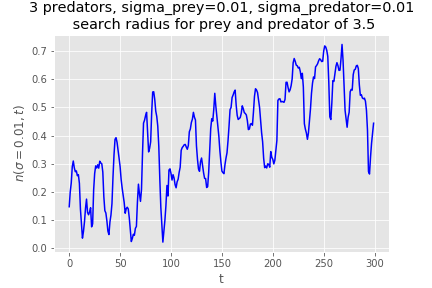 3 predators, sigma_prey=0.01, sigma_predator=0.01
search radius for prey and predator of 3.5
0.7
0.6
0.5
0.4
0.3
0.2
0.1
0.0
n(σ = 0.01, t)
0 50 100 150 200 250 300
t